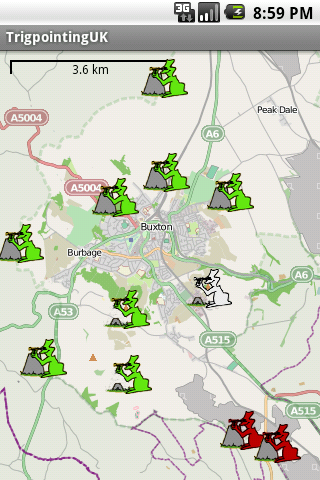 3G 8:59 PM
TrigpointingUK
3.6 km
Peak Dale
A5004
A6
A5004
Buxton
Burbage
A6
A53
A515
A515